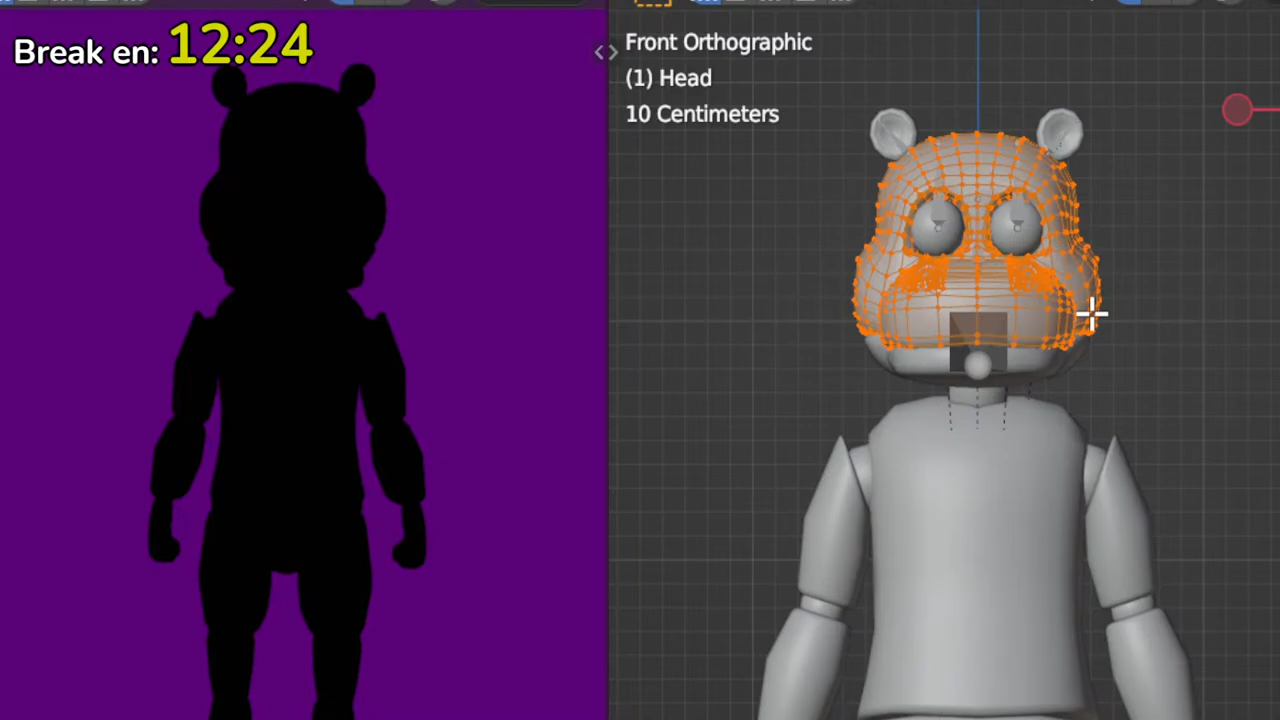 Break en: 12:24
Front Orthographic
(1) Head
10 Centimeters